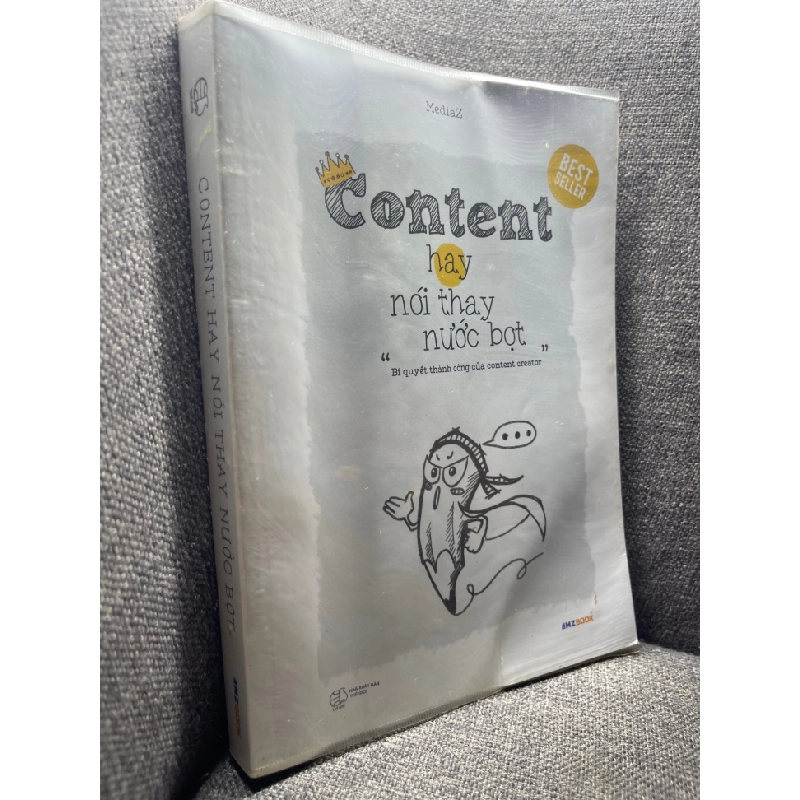 MediaZ
BEST
SELLER
Content
hay
nói thay
nước bọt
“ Bí quyết thành công của content creator ”
...
AMZBOOK
CONTENT HAY NÓI THAY NƯỚC BỌT